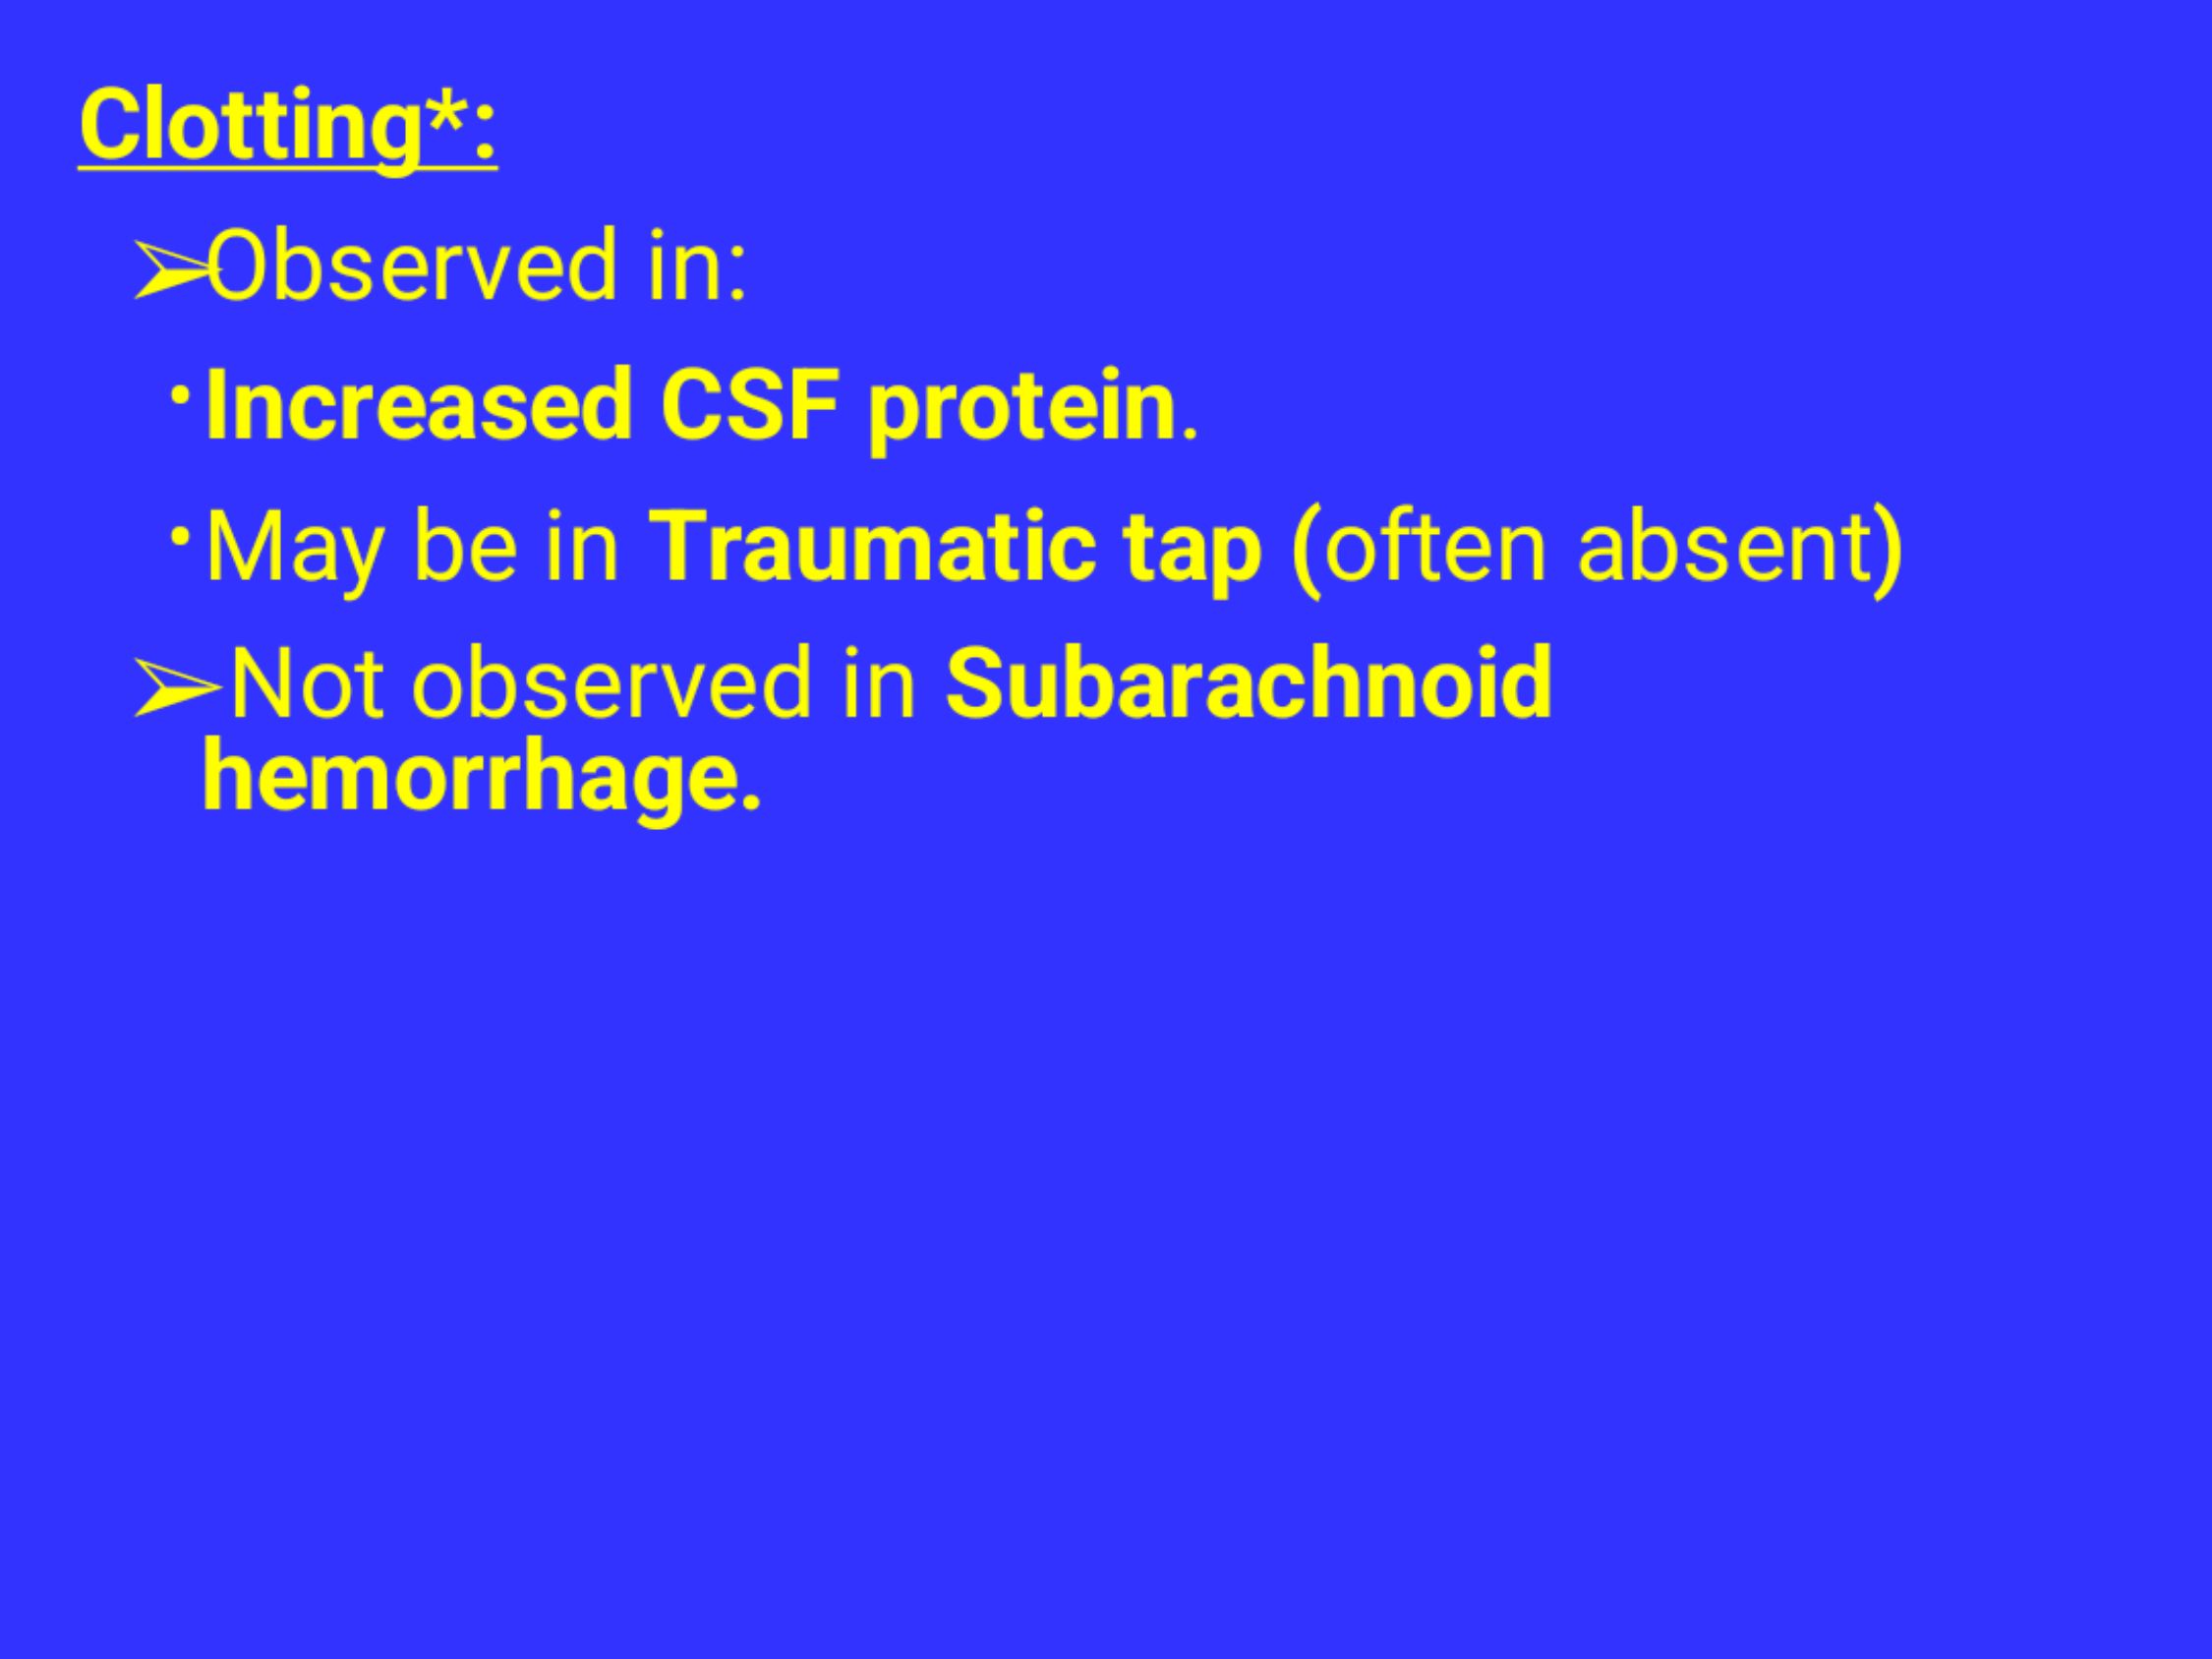 Clotting*:
➢Observed in:
•Increased CSF protein.
•May be in Traumatic tap (often absent)
➢Not observed in Subarachnoid
hemorrhage.